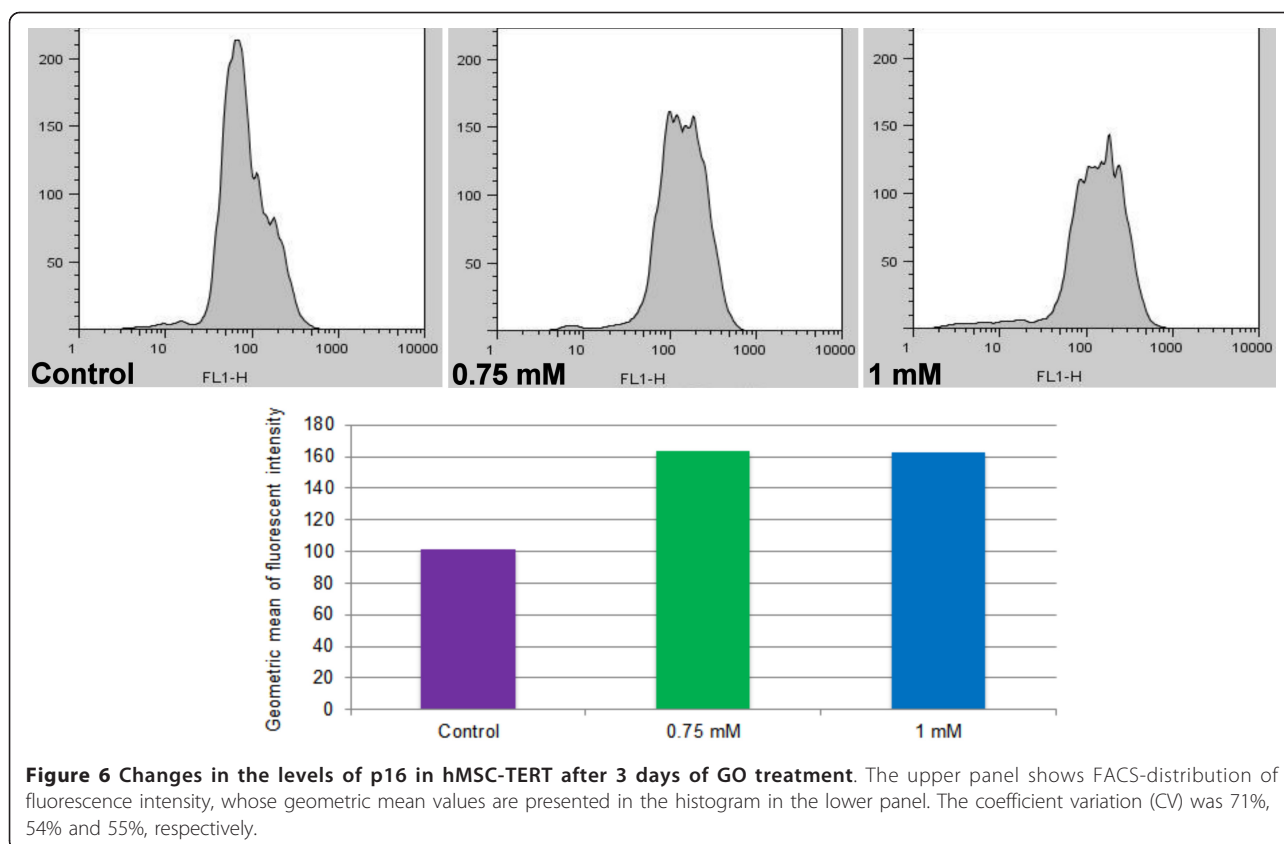 200
150
100
50
1 10 100 1000 10000
Control FL1-H
200
150
100
50
1 10 100 1000 10000
0.75 mM FL1-H
200
150
100
50
1 10 100 1000 10000
1 mM FL1-H
Geometric mean of fluorescent intensity
180
160
140
120
100
80
60
40
20
0
Control 0.75 mM 1 mM
Figure 6 Changes in the levels of p16 in hMSC-TERT after 3 days of GO treatment. The upper panel shows FACS-distribution of
fluorescence intensity, whose geometric mean values are presented in the histogram in the lower panel. The coefficient variation (CV) was 71%,
54% and 55%, respectively.